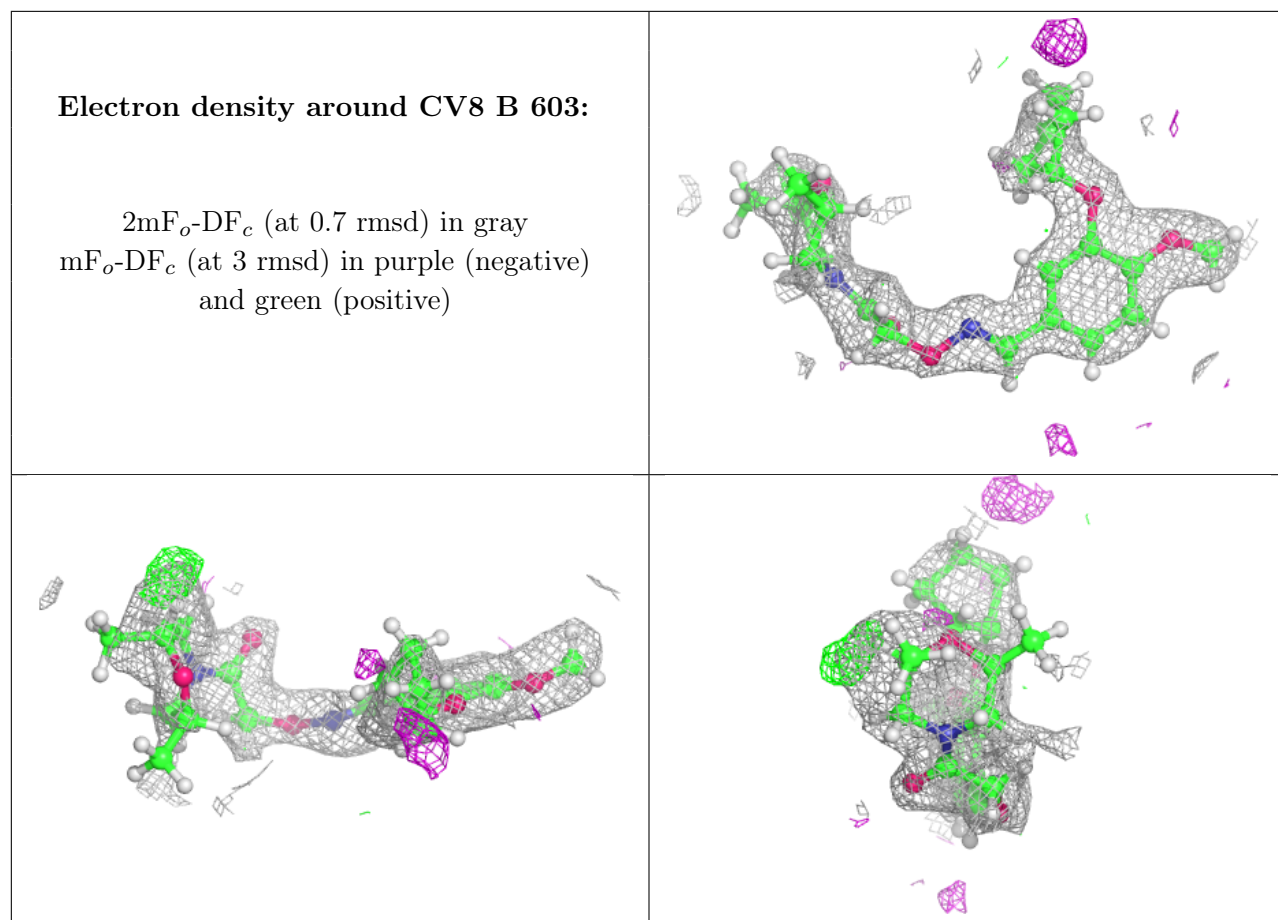 Electron density around CV8 B 603:
2mFo-DFc (at 0.7 rmsd) in gray
mFo-DFc (at 3 rmsd) in purple (negative)
and green (positive)